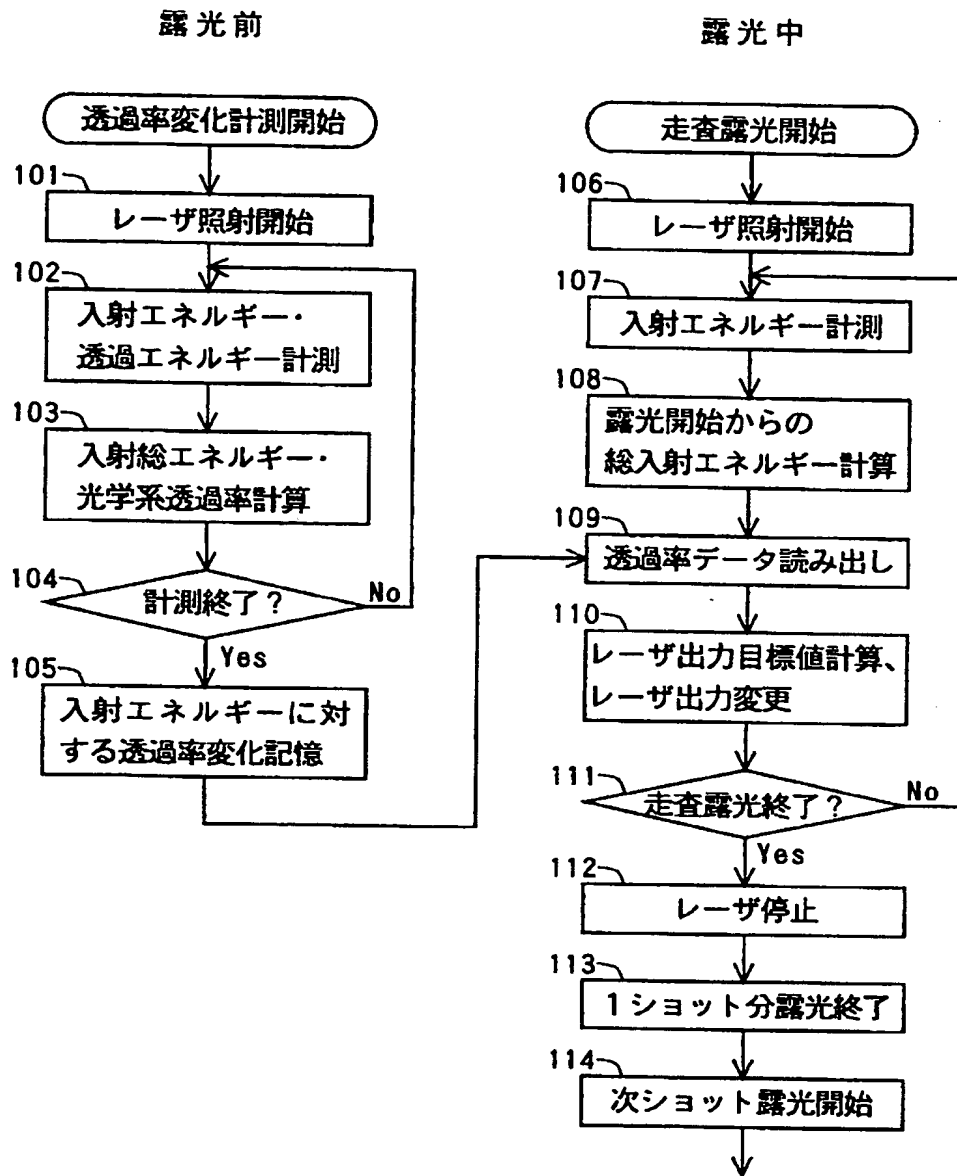 露光前
透過率変化計測開始
101
レーザ照射開始
102
入射エネルギー・
透過エネルギー計測
103
入射総エネルギー・
光学系透過率計算
104
計測終了?
No
Yes
105
入射エネルギーに対
する透過率変化記憶
露光中
走査露光開始
106
レーザ照射開始
107
入射エネルギー計測
108
露光開始からの
総入射エネルギー計算
109
透過率データ読み出し
110
レーザ出力目標値計算、
レーザ出力変更
111
走査露光終了?
No
Yes
112
レーザ停止
113
1ショット分露光終了
114
次ショット露光開始